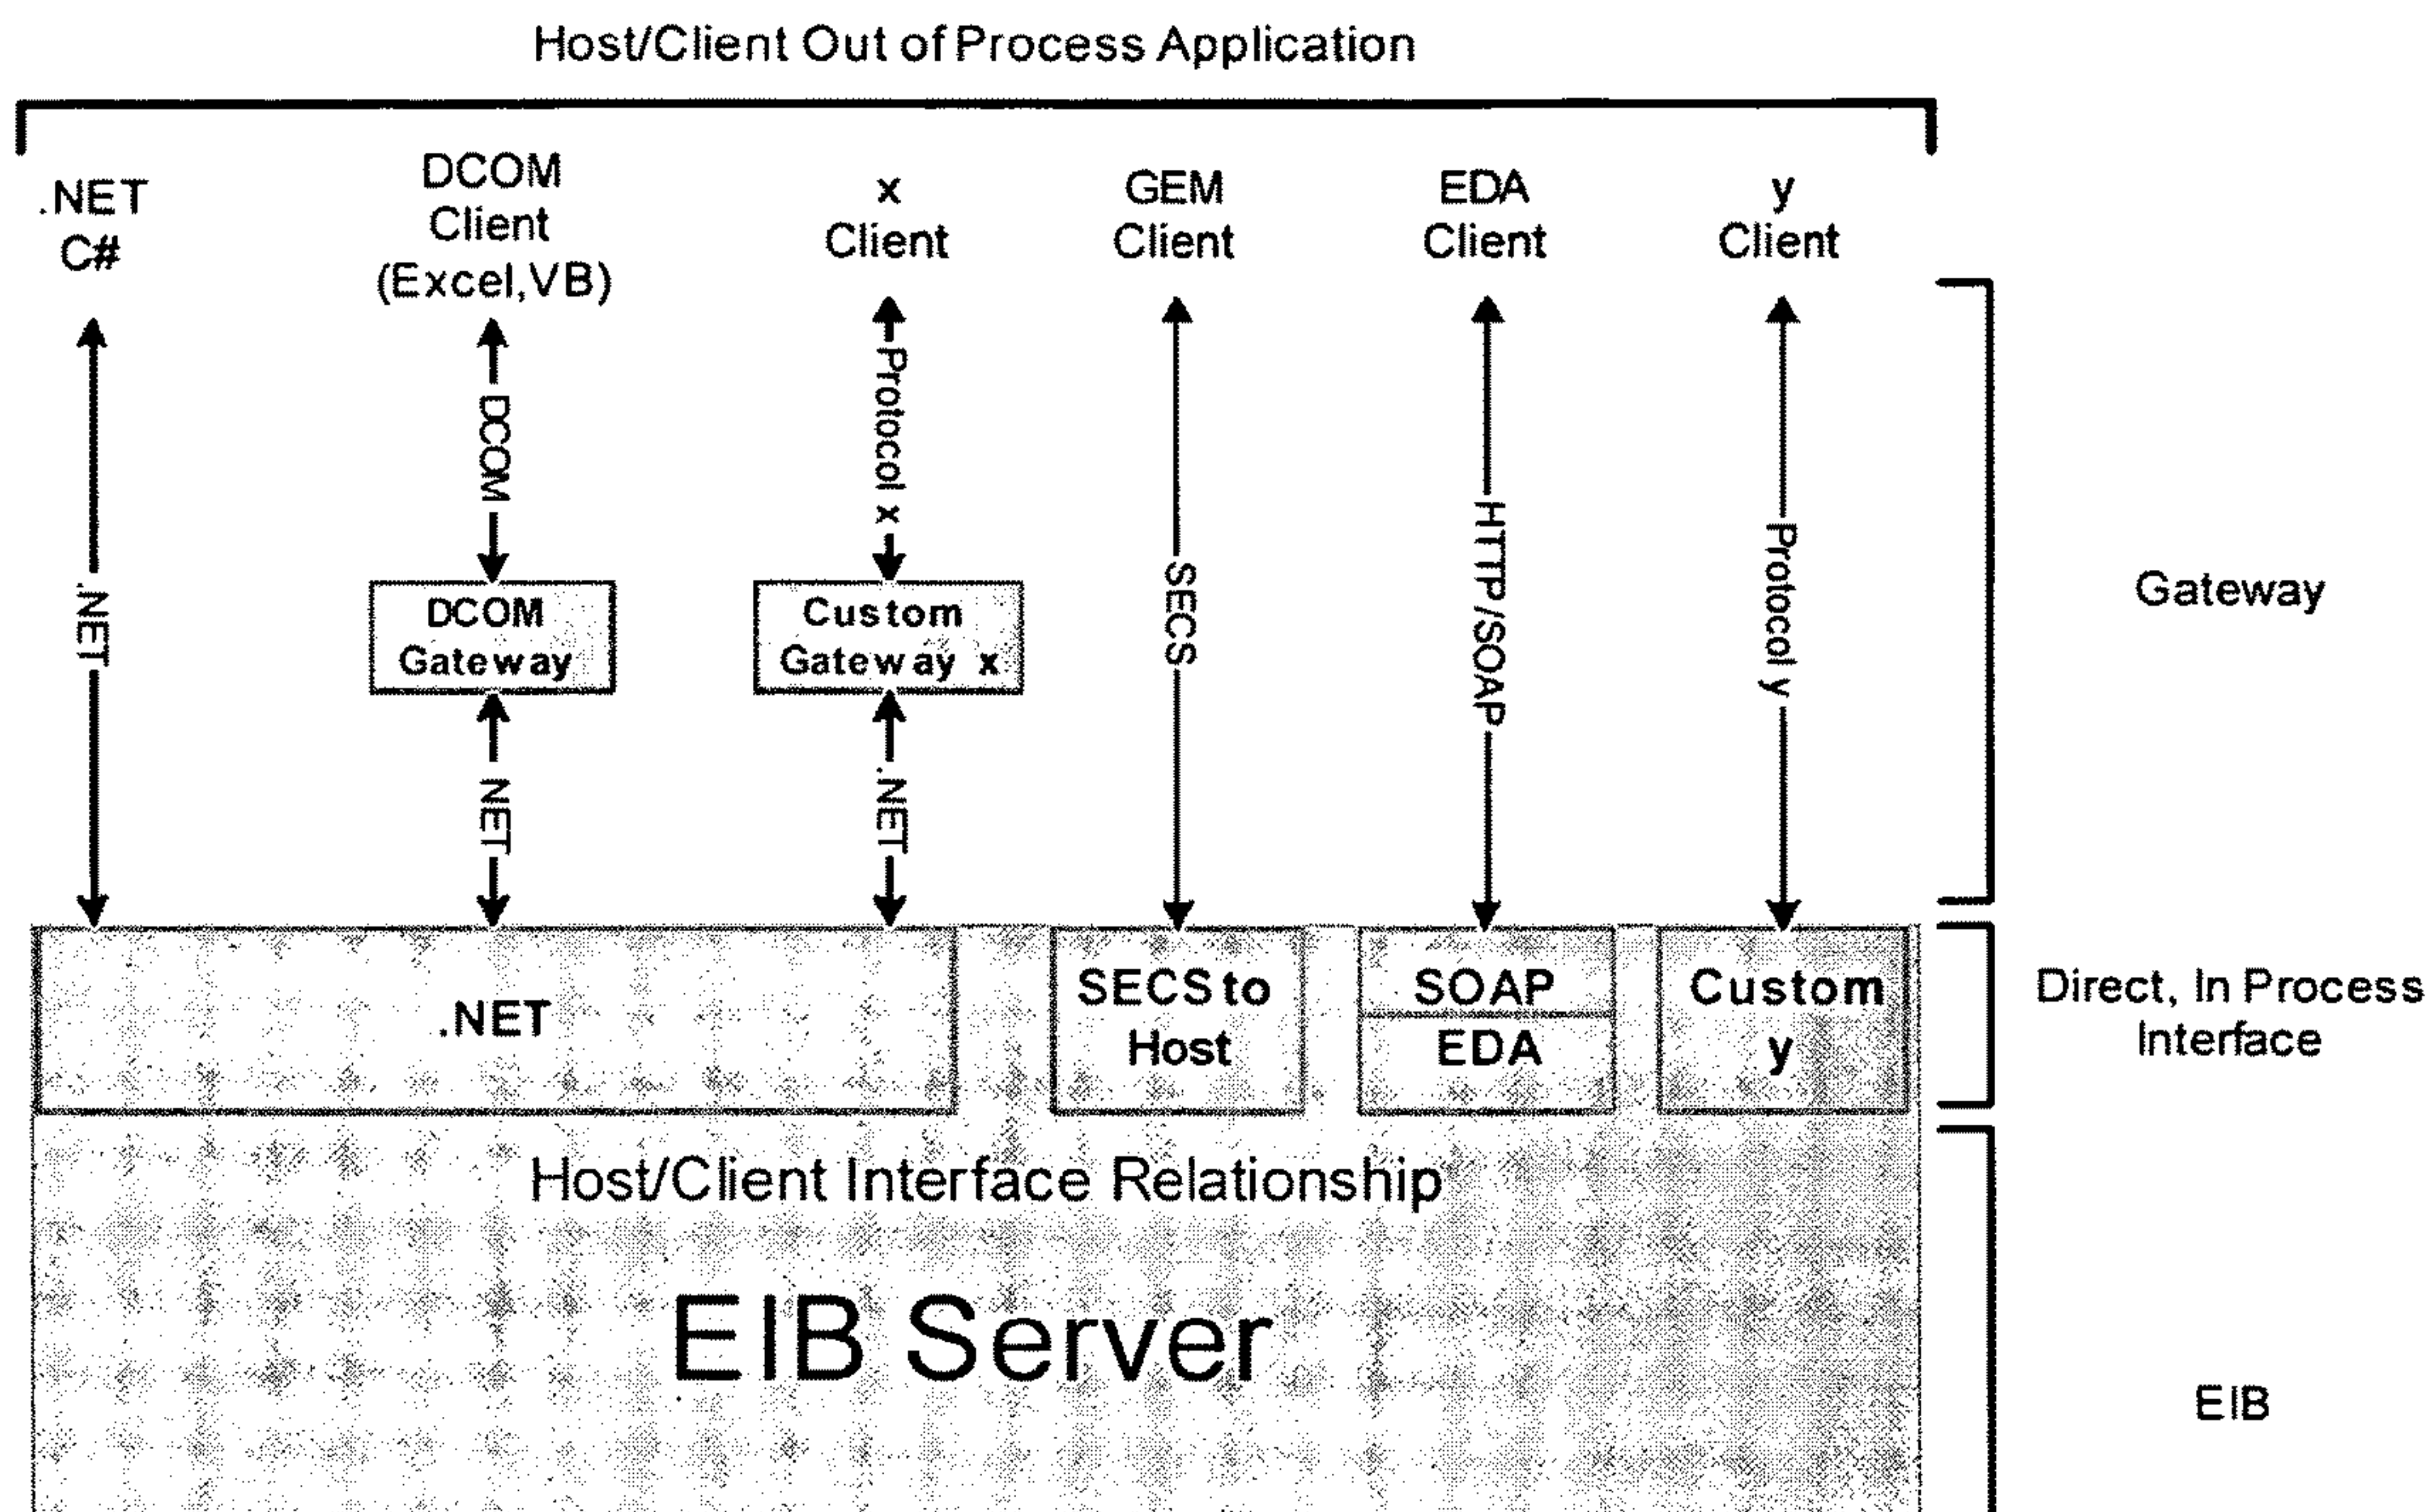 Host/Client Out of Process Application
.NET
C#
DCOM
Client
(Excel,VB)
x
Client
GEM
Client
EDA
Client
y
Client
.NET
DCOM
Protocol x
SECS
HTTP/SOAP
Protocol y
DCOM
Gateway
Custom
Gateway x
Gateway
NET
.NET
.NET
SECS to
Host
SOAP
EDA
Custom
y
Direct, In Process
Interface
Host/Client Interface Relationship
EIB Server
EIB